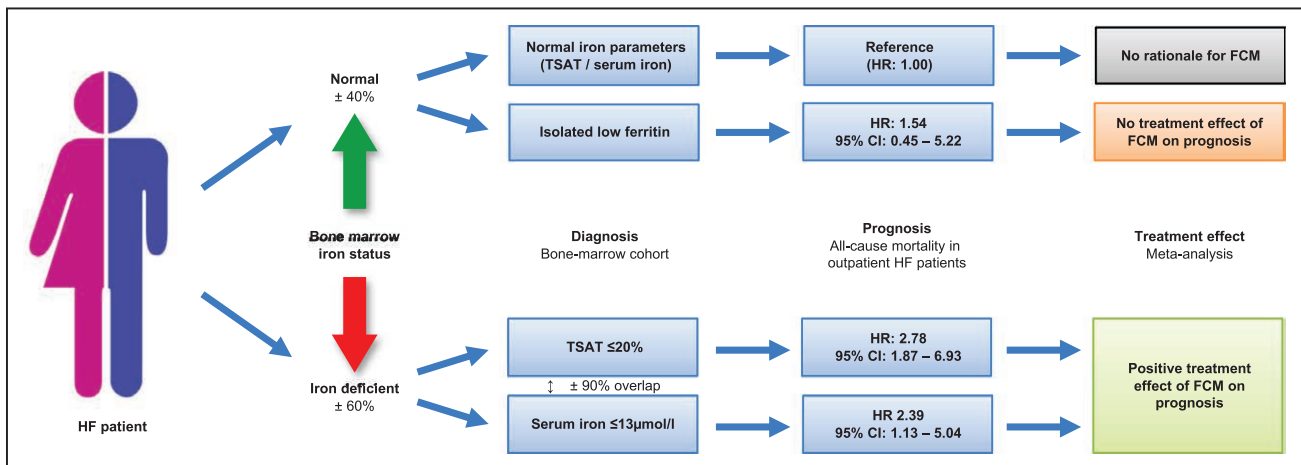 HF patient
Normal
± 40%
Bone marrow
iron status
Iron deficient
± 60%
Normal iron parameters
(TSAT / serum iron)
Isolated low ferritin
Diagnosis
Bone-marrow cohort
TSAT ≤20%
↕ ± 90% overlap
Serum iron ≤13µmol/l
Reference
(HR: 1.00)
HR: 1.54
95% CI: 0.45 – 5.22
Prognosis
All-cause mortality in
outpatient HF patients
HR: 2.78
95% CI: 1.87 – 6.93
HR 2.39
95% CI: 1.13 – 5.04
No rationale for FCM
No treatment effect of
FCM on prognosis
Treatment effect
Meta-analysis
Positive treatment
effect of FCM on
prognosis